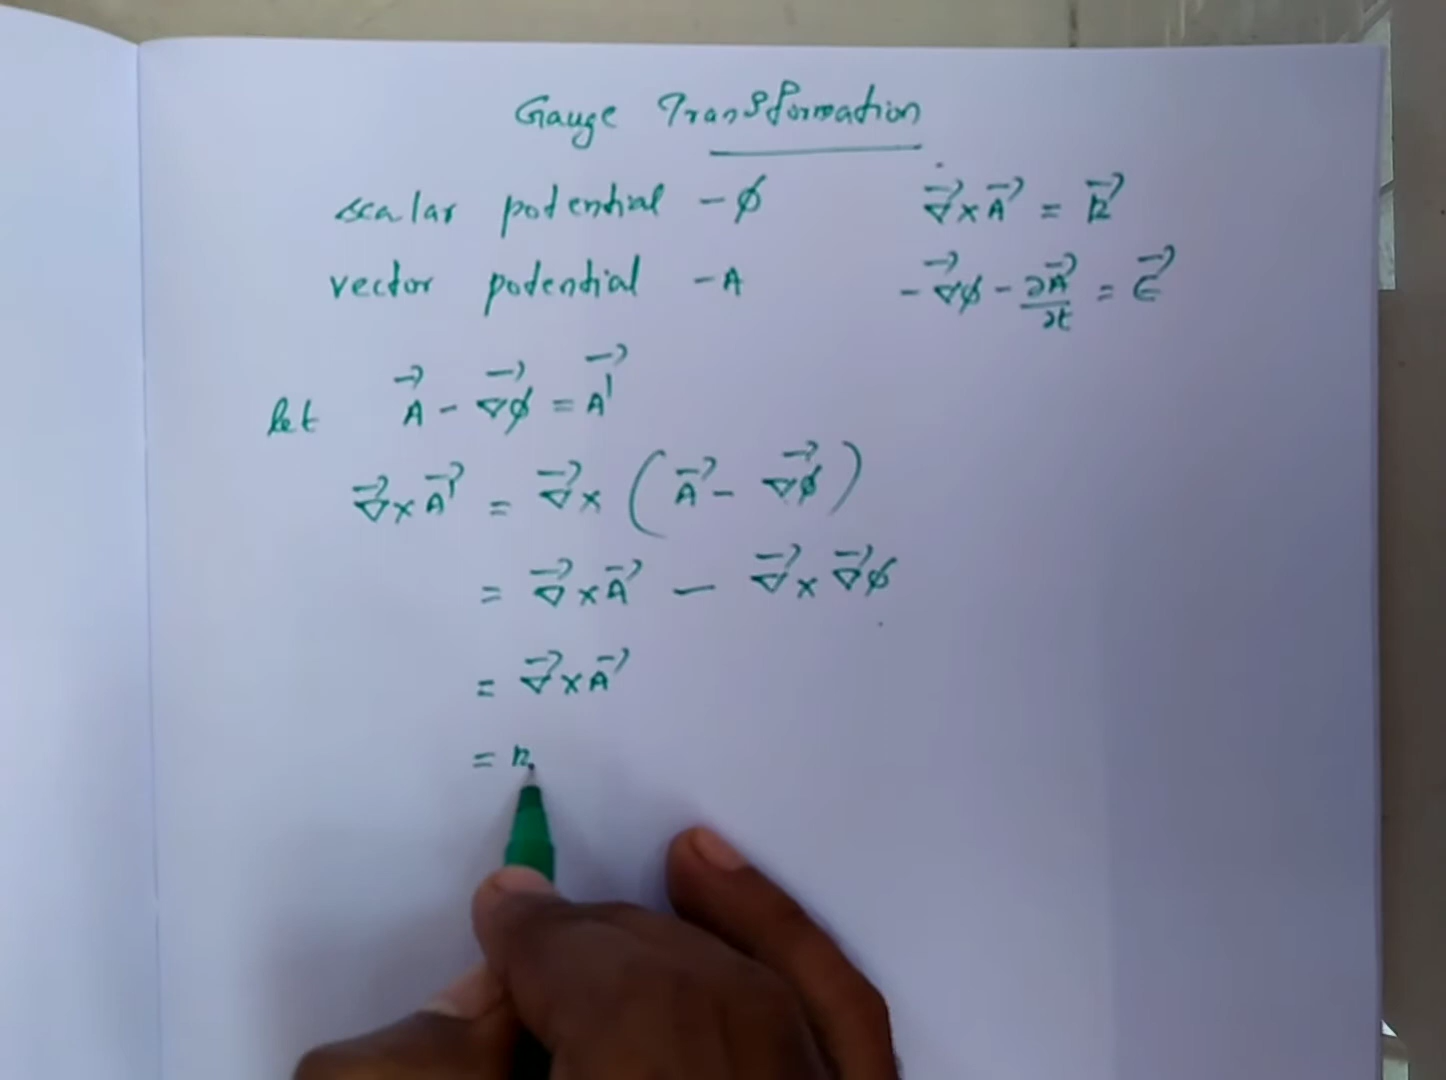 Gauge Transformation
scalar potential - ϕ
∇⃗ × A⃗ = B⃗
vector potential - A
- ∇⃗ϕ - ∂A⃗/∂t = E⃗
let A⃗ - ∇⃗ϕ = A⃗'
∇⃗ × A⃗' = ∇⃗ × ( A⃗ - ∇⃗ϕ )
= ∇⃗ × A⃗ - ∇⃗ × ∇⃗ϕ
= ∇⃗ × A⃗
= B